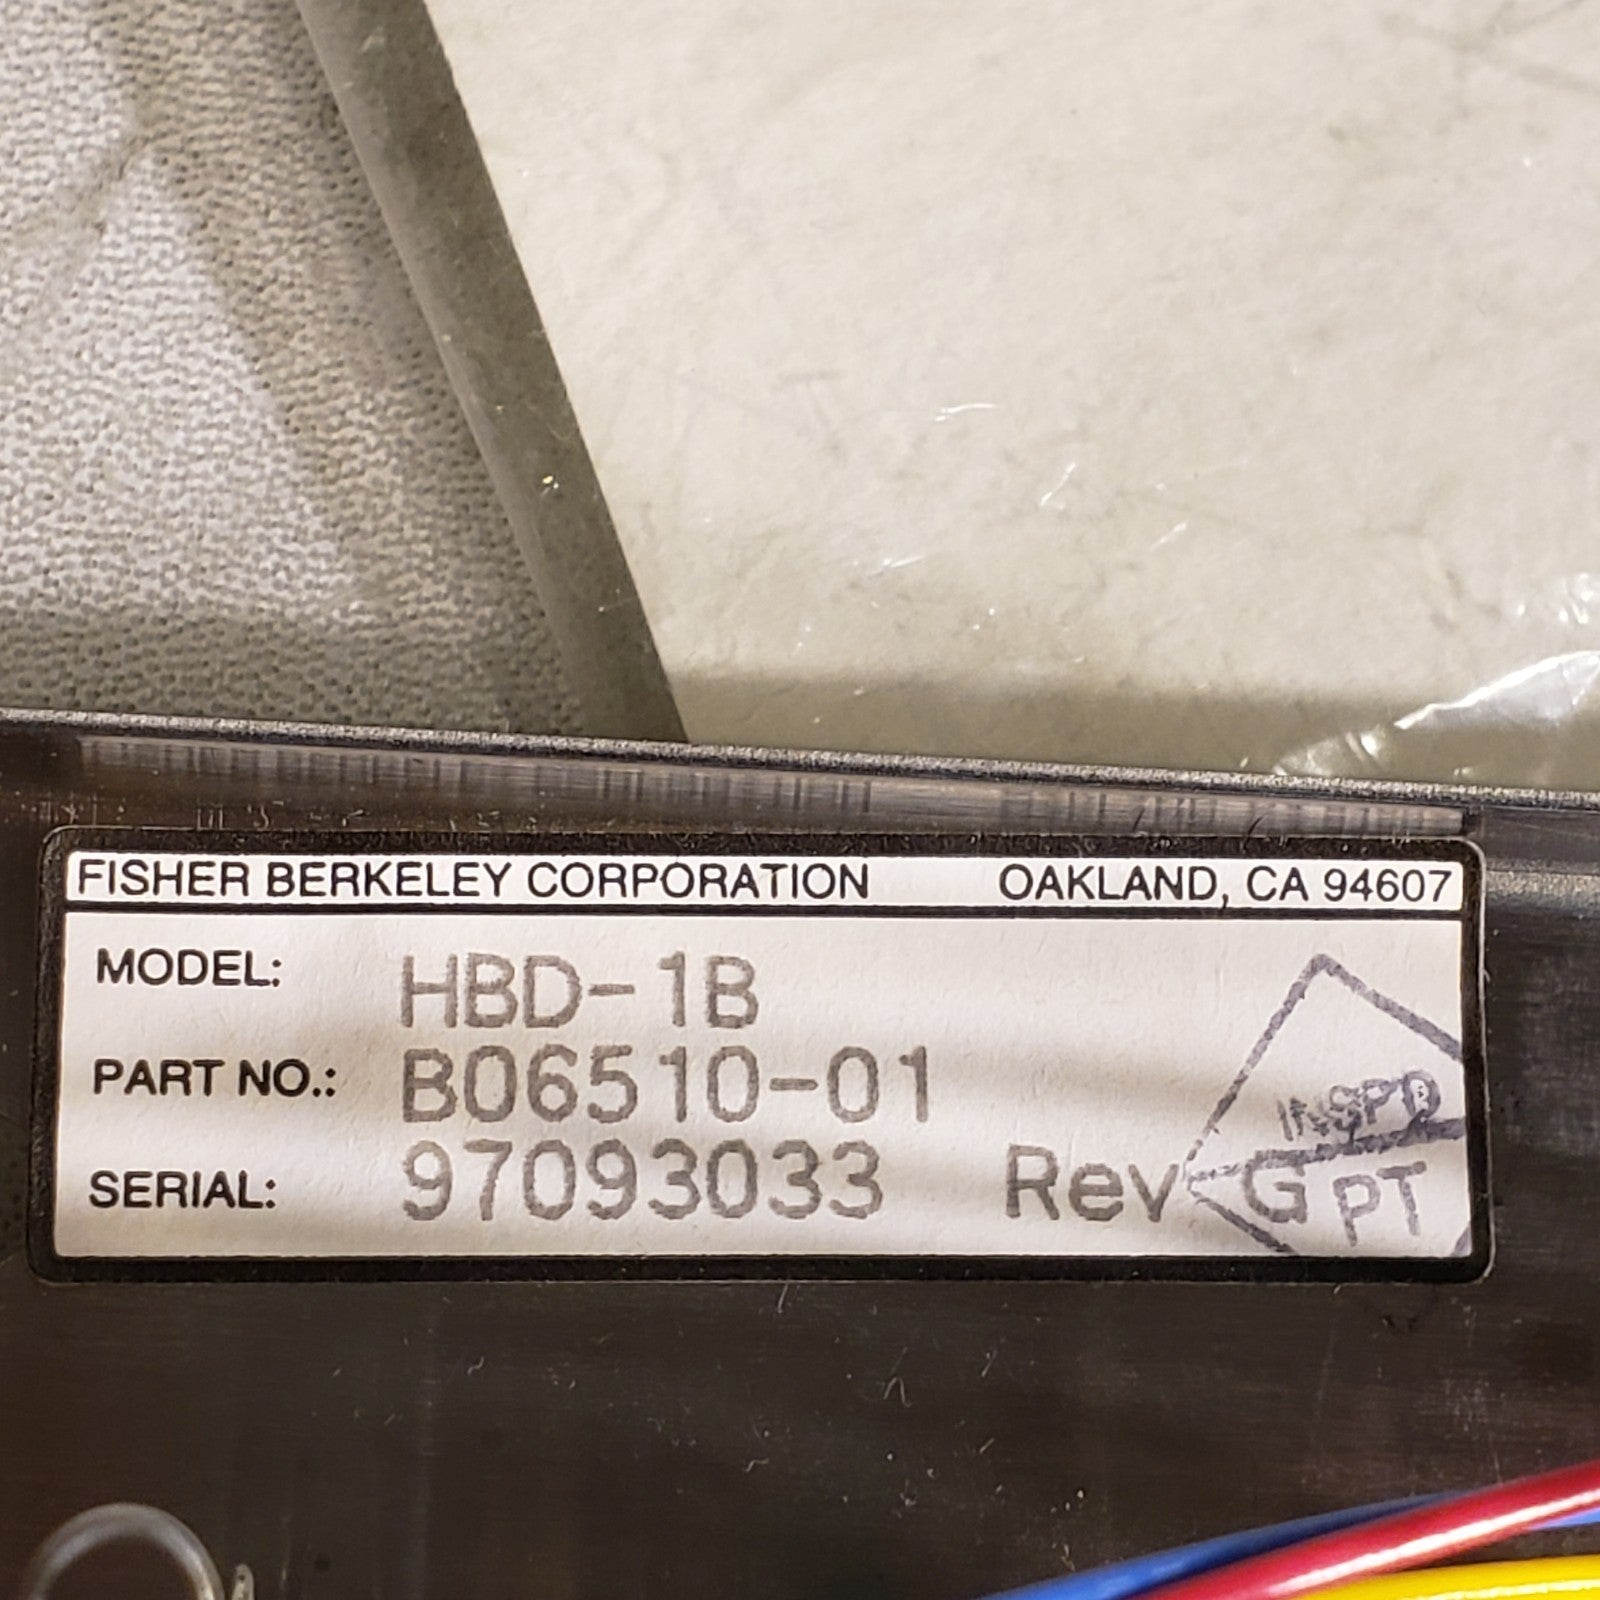 FISHER BERKELEY CORPORATION OAKLAND, CA 94607
MODEL: HBD-1B
PART NO.: B06510-01
SERIAL: 97093033 Rev G
INSPD
PT